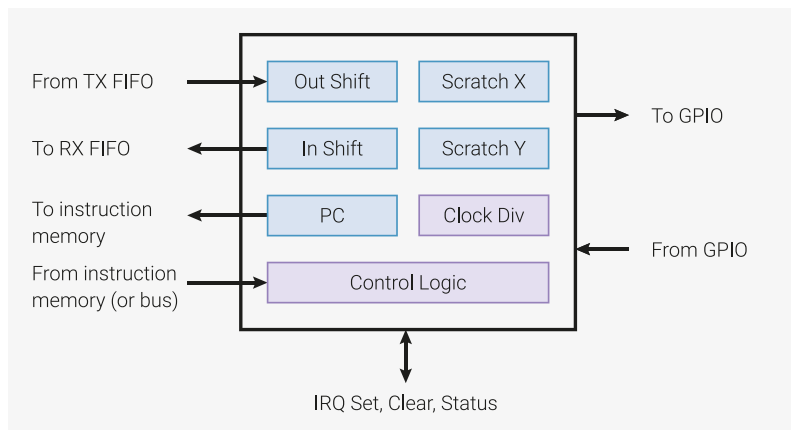 From TX FIFO
Out Shift
Scratch X
To GPIO
To RX FIFO
In Shift
Scratch Y
To instruction
memory
PC
Clock Div
From GPIO
From instruction
memory (or bus)
Control Logic
IRQ Set, Clear, Status